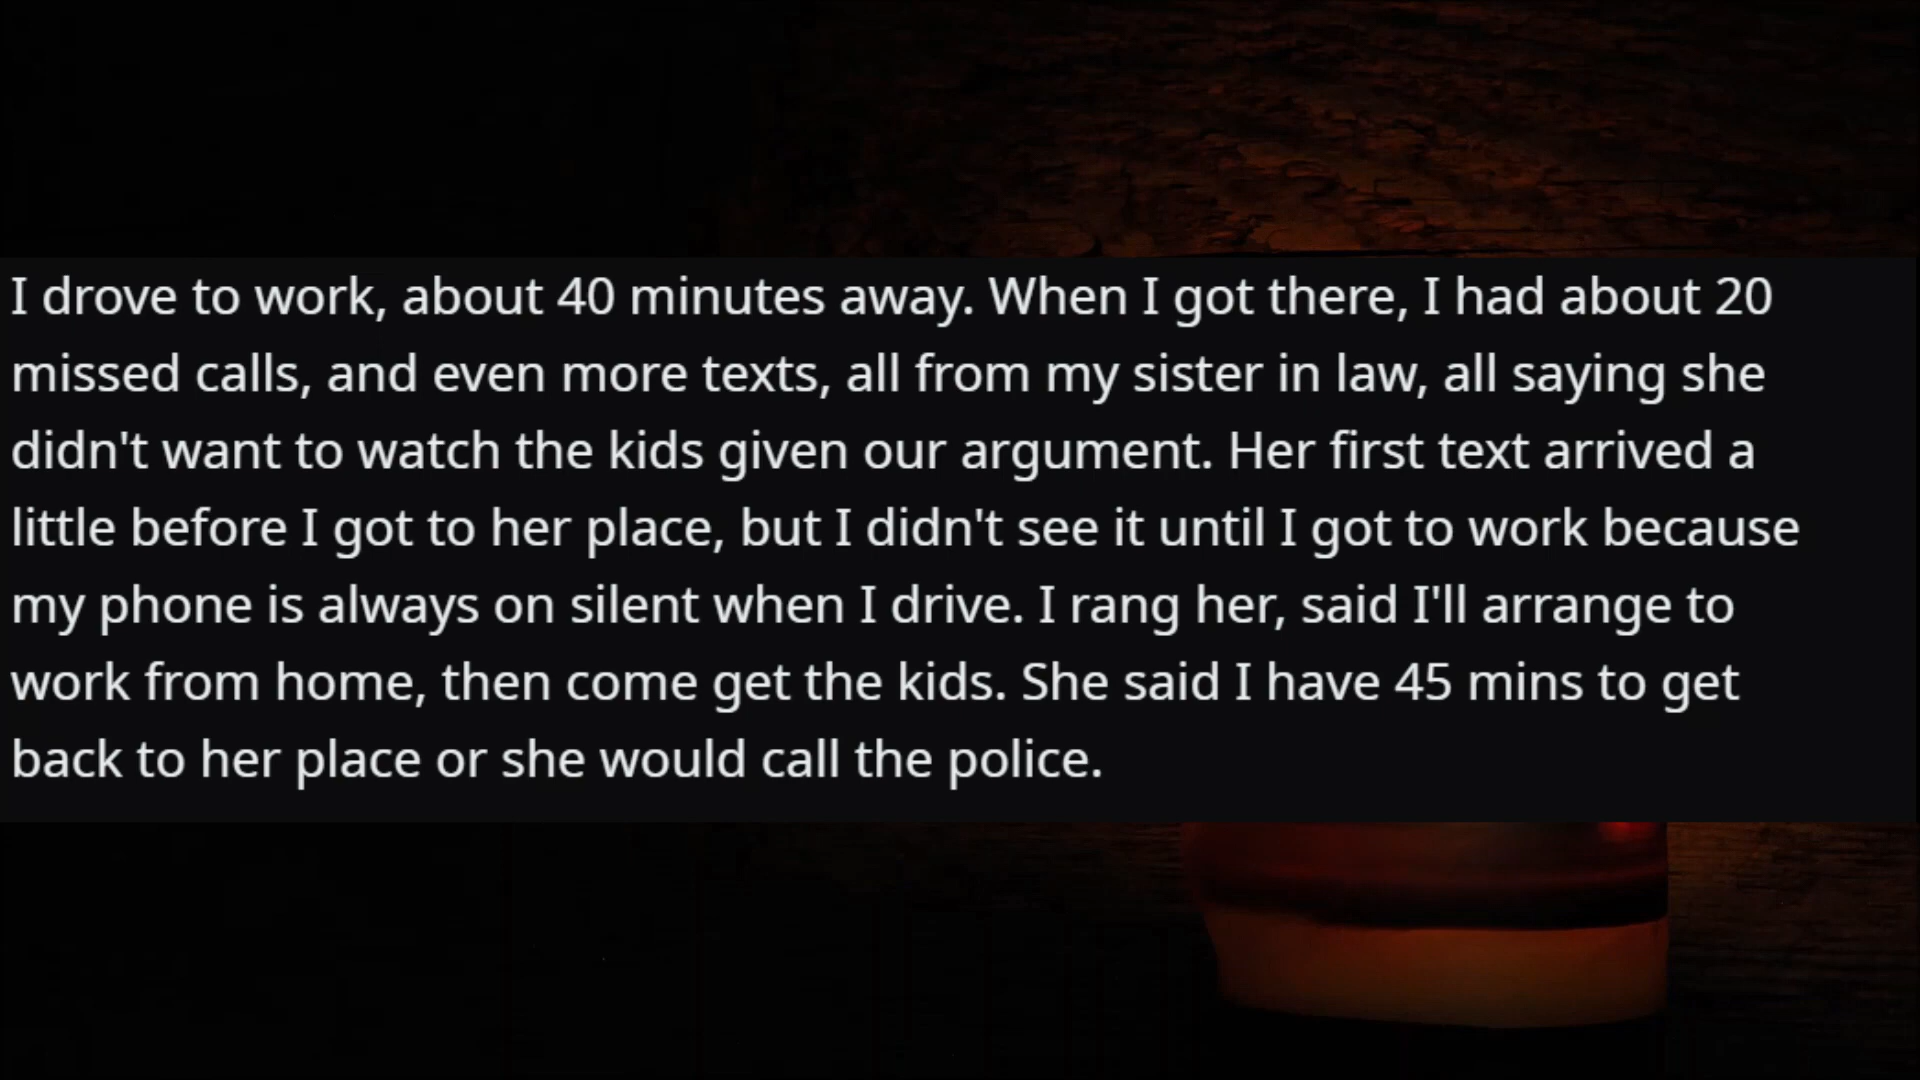 I drove to work, about 40 minutes away. When I got there, I had about 20
missed calls, and even more texts, all from my sister in law, all saying she
didn't want to watch the kids given our argument. Her first text arrived a
little before I got to her place, but I didn't see it until I got to work because
my phone is always on silent when I drive. I rang her, said I'll arrange to
work from home, then come get the kids. She said I have 45 mins to get
back to her place or she would call the police.